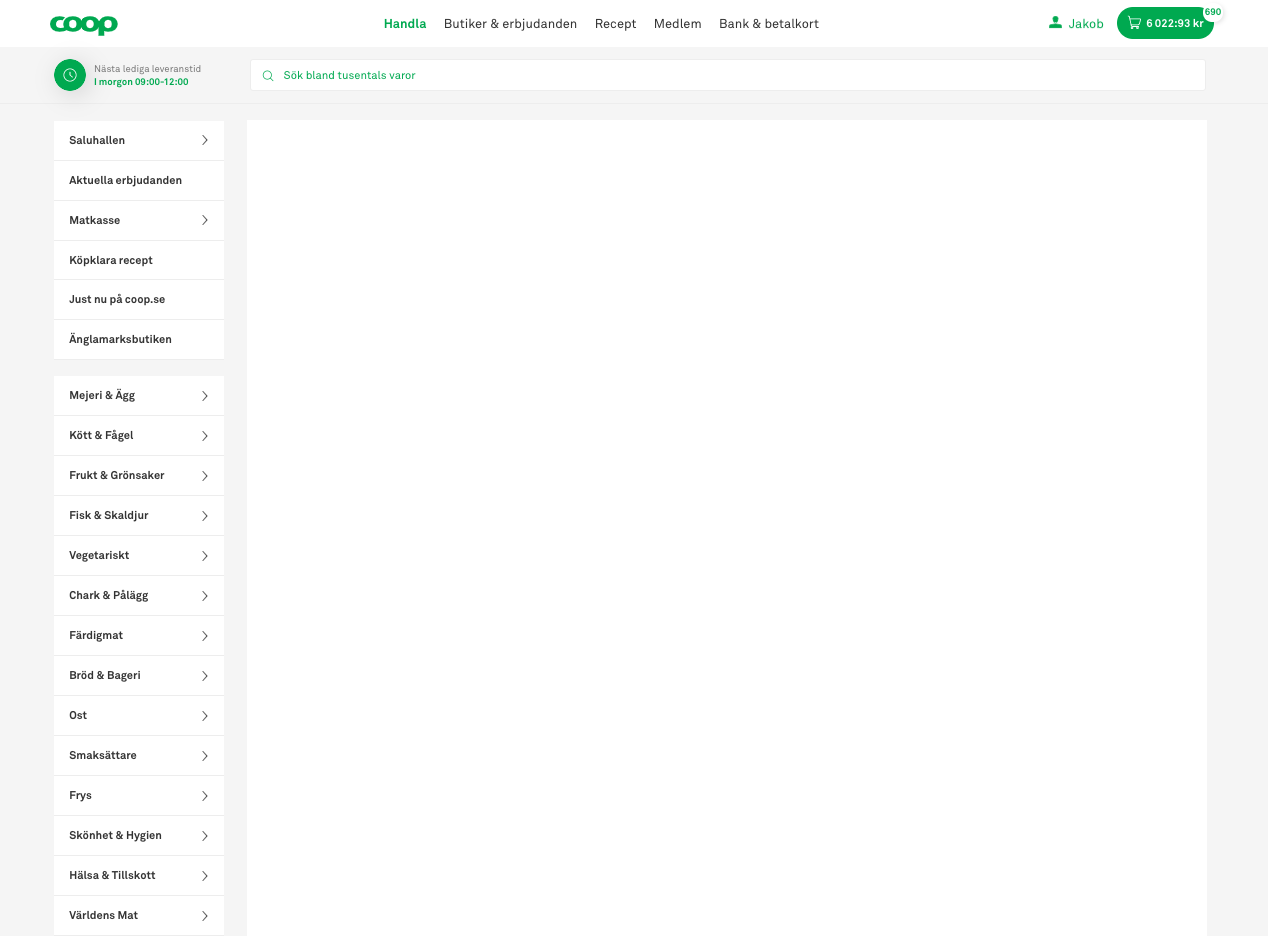 coop
Handla
Butiker & erbjudanden
Recept
Medlem
Bank & betalkort
Jakob
6 022:93 kr
690
Nästa lediga leveranstid
I morgon 09:00-12:00
Sök bland tusentals varor
Saluhallen
Aktuella erbjudanden
Matkasse
Köpklara recept
Just nu på coop.se
Änglamarksbutiken
Mejeri & Ägg
Kött & Fågel
Frukt & Grönsaker
Fisk & Skaldjur
Vegetariskt
Chark & Pålägg
Färdigmat
Bröd & Bageri
Ost
Smaksättare
Frys
Skönhet & Hygien
Hälsa & Tillskott
Världens Mat